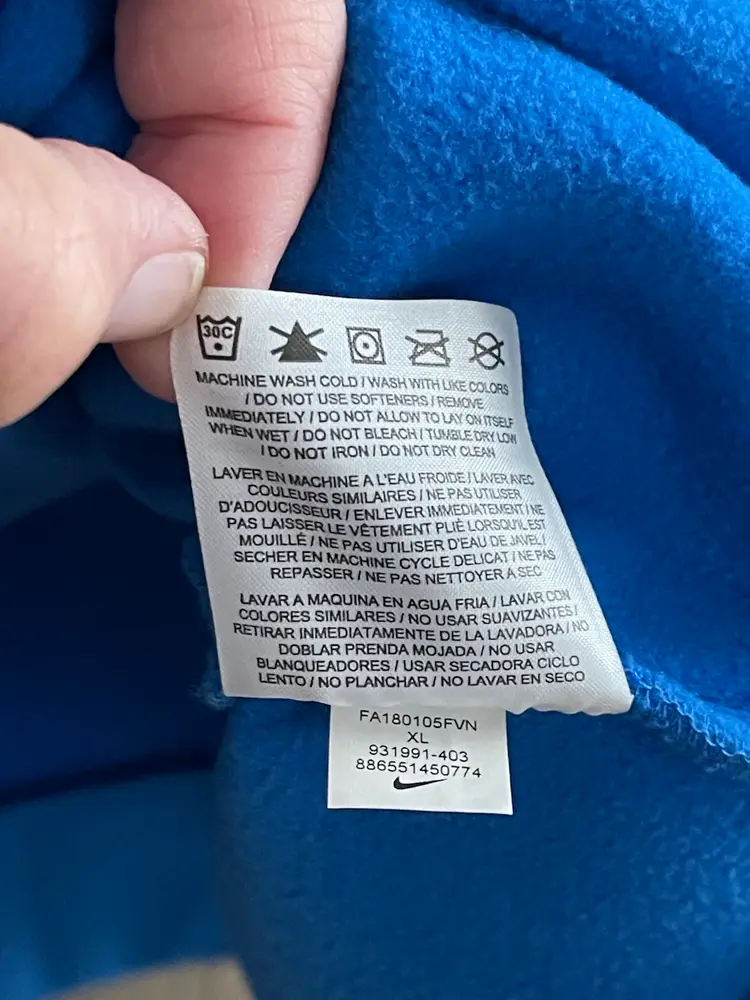 30C
MACHINE WASH COLD / WASH WITH LIKE COLORS
/ DO NOT USE SOFTENERS / REMOVE
IMMEDIATELY / DO NOT ALLOW TO LAY ON ITSELF
WHEN WET / DO NOT BLEACH / TUMBLE DRY LOW
/ DO NOT IRON / DO NOT DRY CLEAN
LAVER EN MACHINE A L'EAU FROIDE / LAVER AVEC
COULEURS SIMILAIRES / NE PAS UTILISER
D'ADOUCISSEUR / ENLEVER IMMEDIATEMENT / NE
PAS LAISSER LE VÊTEMENT PLIÈ LORSQU'IL EST
MOUILLÉ / NE PAS UTILISER D'EAU DE JAVEL /
SECHER EN MACHINE CYCLE DELICAT / NE PAS
REPASSER / NE PAS NETTOYER A SEC
LAVAR A MAQUINA EN AGUA FRIA / LAVAR CON
COLORES SIMILARES / NO USAR SUAVIZANTES /
RETIRAR INMEDIATAMENTE DE LA LAVADORA / NO
DOBLAR PRENDA MOJADA / NO USAR
BLANQUEADORES / USAR SECADORA CICLO
LENTO / NO PLANCHAR / NO LAVAR EN SECO
FA180105FVN
XL
931991-403
886551450774